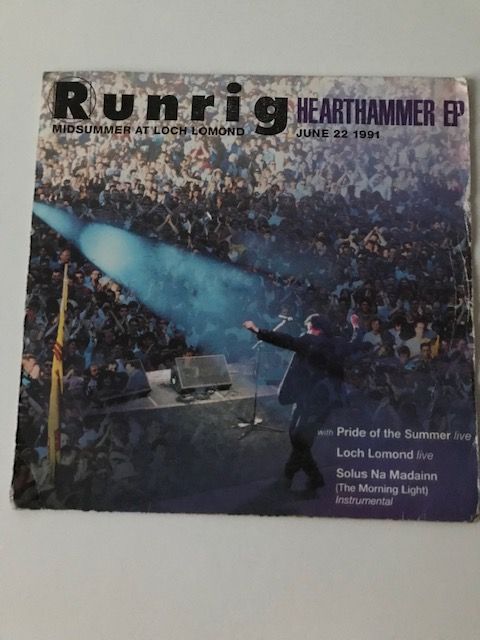 Runrig HEARTHAMMER EP
MIDSUMMER AT LOCH LOMOND JUNE 22 1991
with Pride of the Summer live
Loch Lomond live
Solus Na Madainn
(The Morning Light)
Instrumental